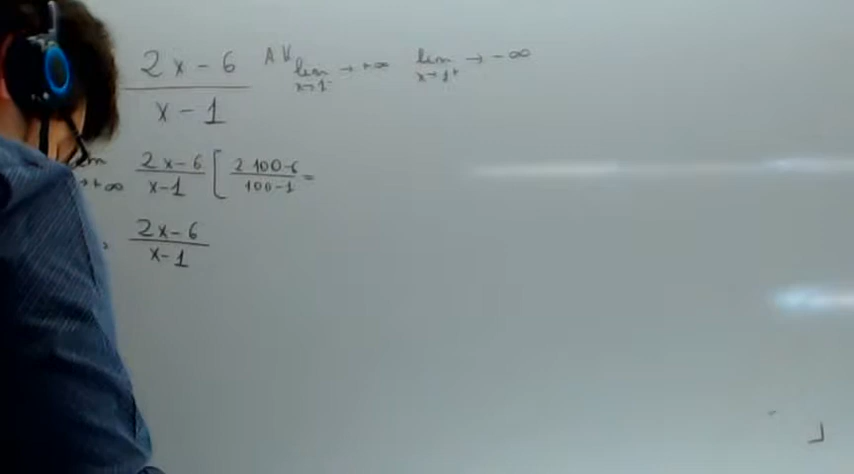 2x-6 / x-1 AV lim x→1⁻ → +∞ lim x→1⁺ → -∞
→+∞ 2x-6 / x-1 [ 2·100-6 / 100-1 =
2x-6 / x-1